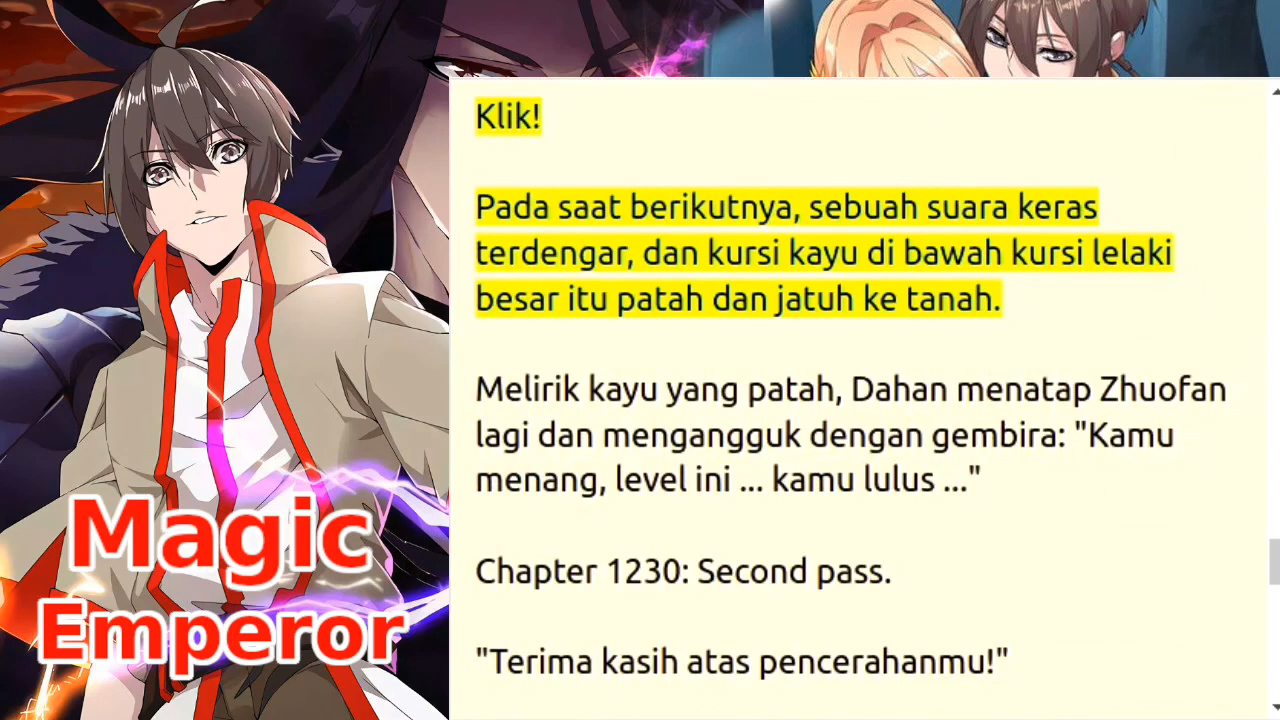 Magic
Emperor
Klik!
Pada saat berikutnya, sebuah suara keras
terdengar, dan kursi kayu di bawah kursi lelaki
besar itu patah dan jatuh ke tanah.
Melirik kayu yang patah, Dahan menatap Zhuofan
lagi dan mengangguk dengan gembira: "Kamu
menang, level ini ... kamu lulus ..."
Chapter 1230: Second pass.
"Terima kasih atas pencerahanmu!"